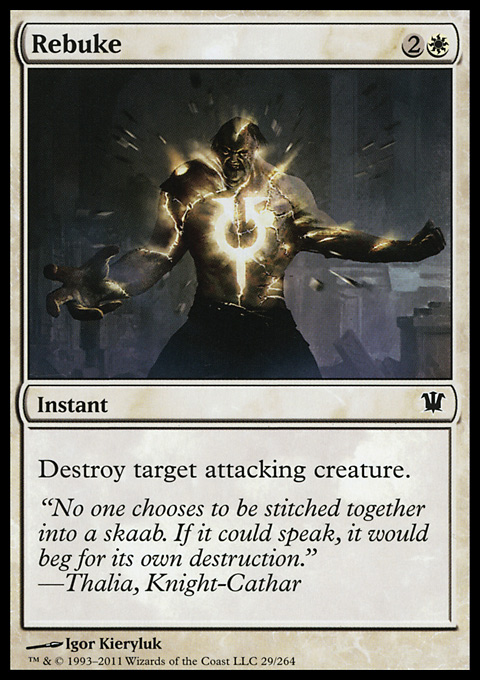 Rebuke 2
Instant
Destroy target attacking creature.
“No one chooses to be stitched together
into a skaab. If it could speak, it would
beg for its own destruction.”
—Thalia, Knight-Cathar
Igor Kieryluk
™ & © 1993–2011 Wizards of the Coast LLC 29/264